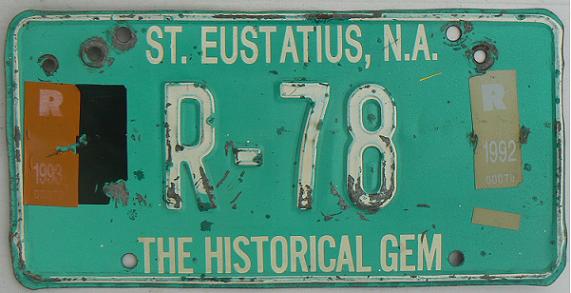 ST. EUSTATIUS, N.A.
R
1993
R-78
R
1992
THE HISTORICAL GEM